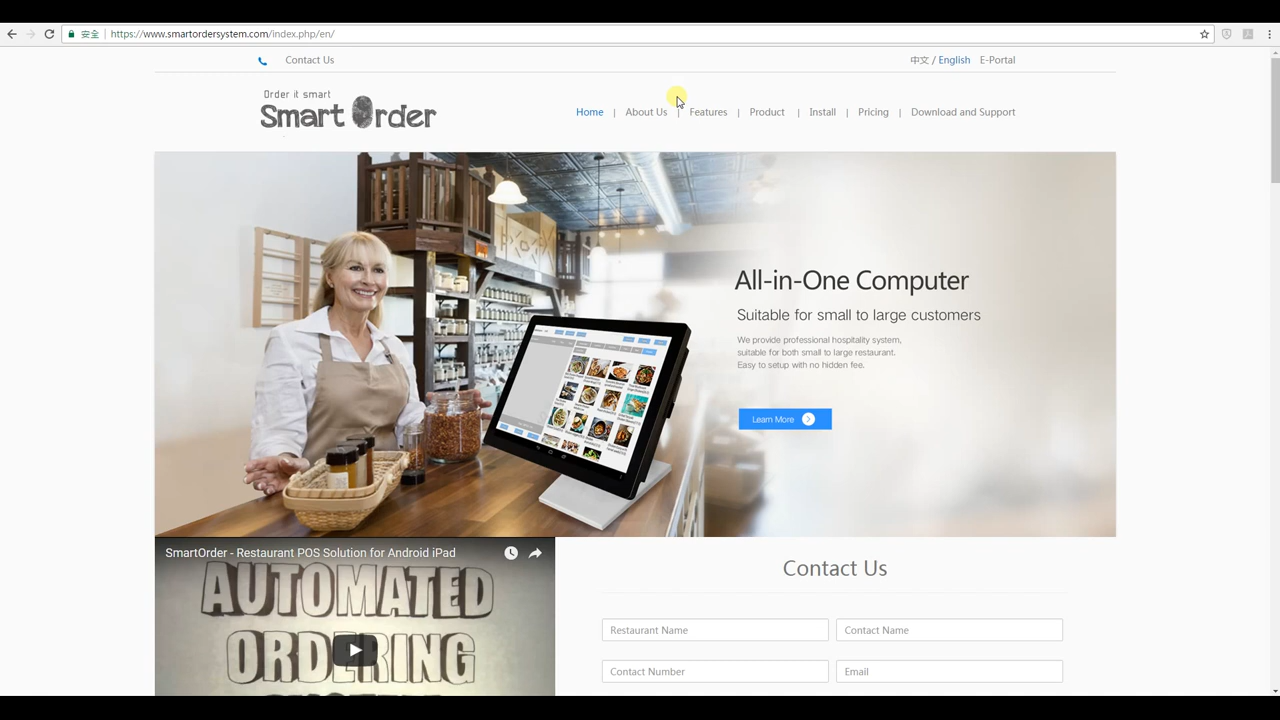 安全 https://www.smartordersystem.com/index.php/en/
Contact Us
中文 / English E-Portal
Order it smart
Smart Order
Home | About Us | Features | Product | Install | Pricing | Download and Support
All-in-One Computer
Suitable for small to large customers
We provide professional hospitality system,
suitable for both small to large restaurant.
Easy to setup with no hidden fee.
Learn More
SmartOrder - Restaurant POS Solution for Android iPad
AUTOMATED
ORDERING
Contact Us
Restaurant Name
Contact Name
Contact Number
Email